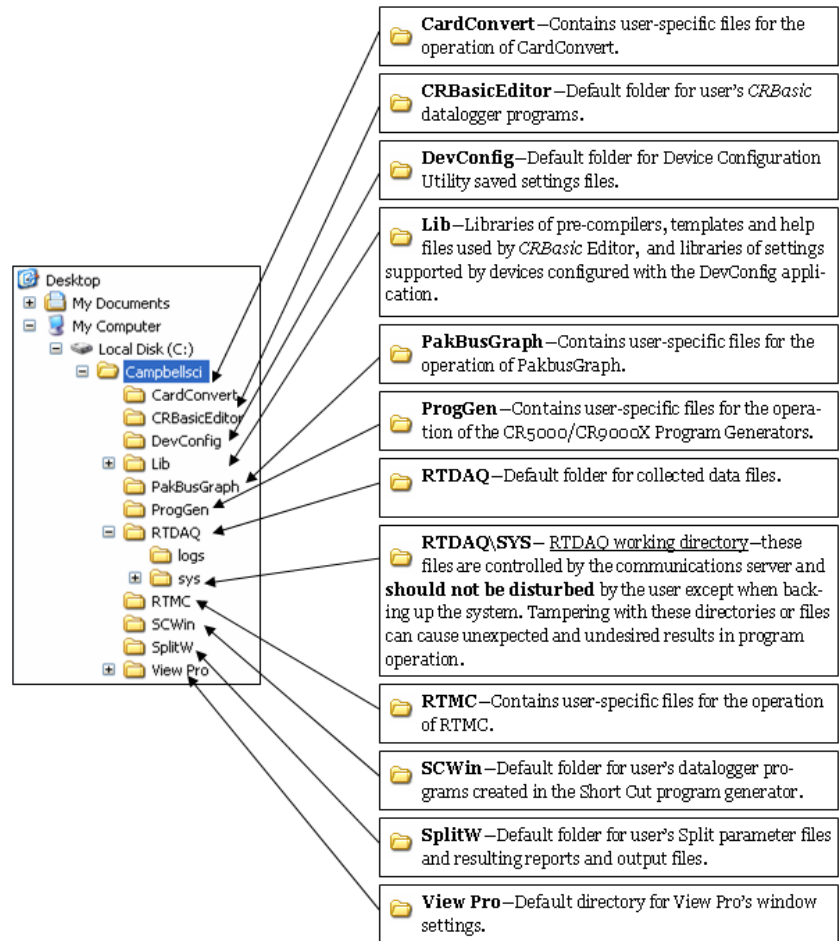 Desktop
My Documents
My Computer
Local Disk (C:)
Campbellsci
CardConvert
CRBasicEditor
DevConfig
Lib
PakBusGraph
ProgGen
RTDAQ
logs
sys
RTMC
SCWin
SplitW
View Pro
CardConvert—Contains user-specific files for the
operation of CardConvert.
CRBasicEditor—Default folder for user's CRBasic
datalogger programs.
DevConfig—Default folder for Device Configuration
Utility saved settings files.
Lib—Libraries of pre-compilers, templates and help
files used by CRBasic Editor, and libraries of settings
supported by devices configured with the DevConfig appli-
cation.
PakBusGraph—Contains user-specific files for the
operation of PakbusGraph.
ProgGen—Contains user-specific files for the opera-
tion of the CR5000/CR9000X Program Generators.
RTDAQ—Default folder for collected data files.
RTDAQ\SYS— RTDAQ working directory—these
files are controlled by the communications server and
should not be disturbed by the user except when back-
ing up the system. Tampering with these directories or files
can cause unexpected and undesired results in program
operation.
RTMC—Contains user-specific files for the operation
of RTMC.
SCWin—Default folder for user's datalogger pro-
grams created in the Short Cut program generator.
SplitW—Default folder for user's Split parameter files
and resulting reports and output files.
View Pro—Default directory for View Pro's window
settings.